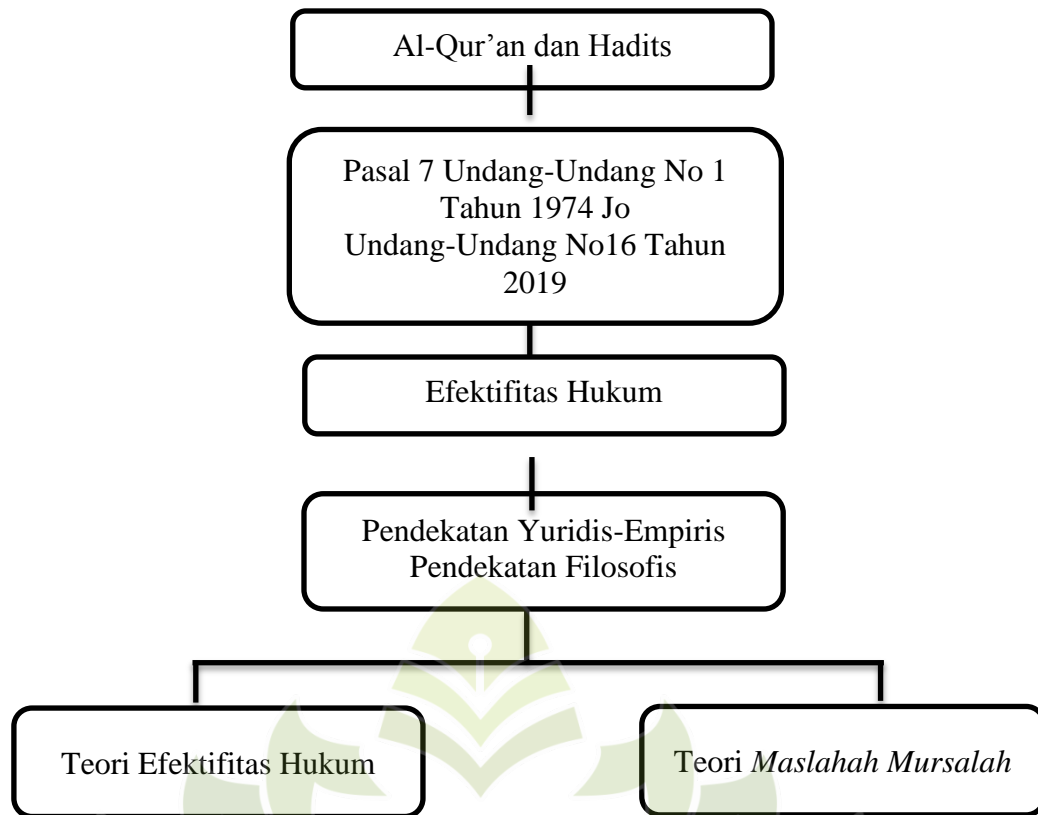 Al-Qur’an dan Hadits
Pasal 7 Undang-Undang No 1
Tahun 1974 Jo
Undang-Undang No16 Tahun
2019
Efektifitas Hukum
Pendekatan Yuridis-Empiris
Pendekatan Filosofis
Teori Efektifitas Hukum
Teori Maslahah Mursalah